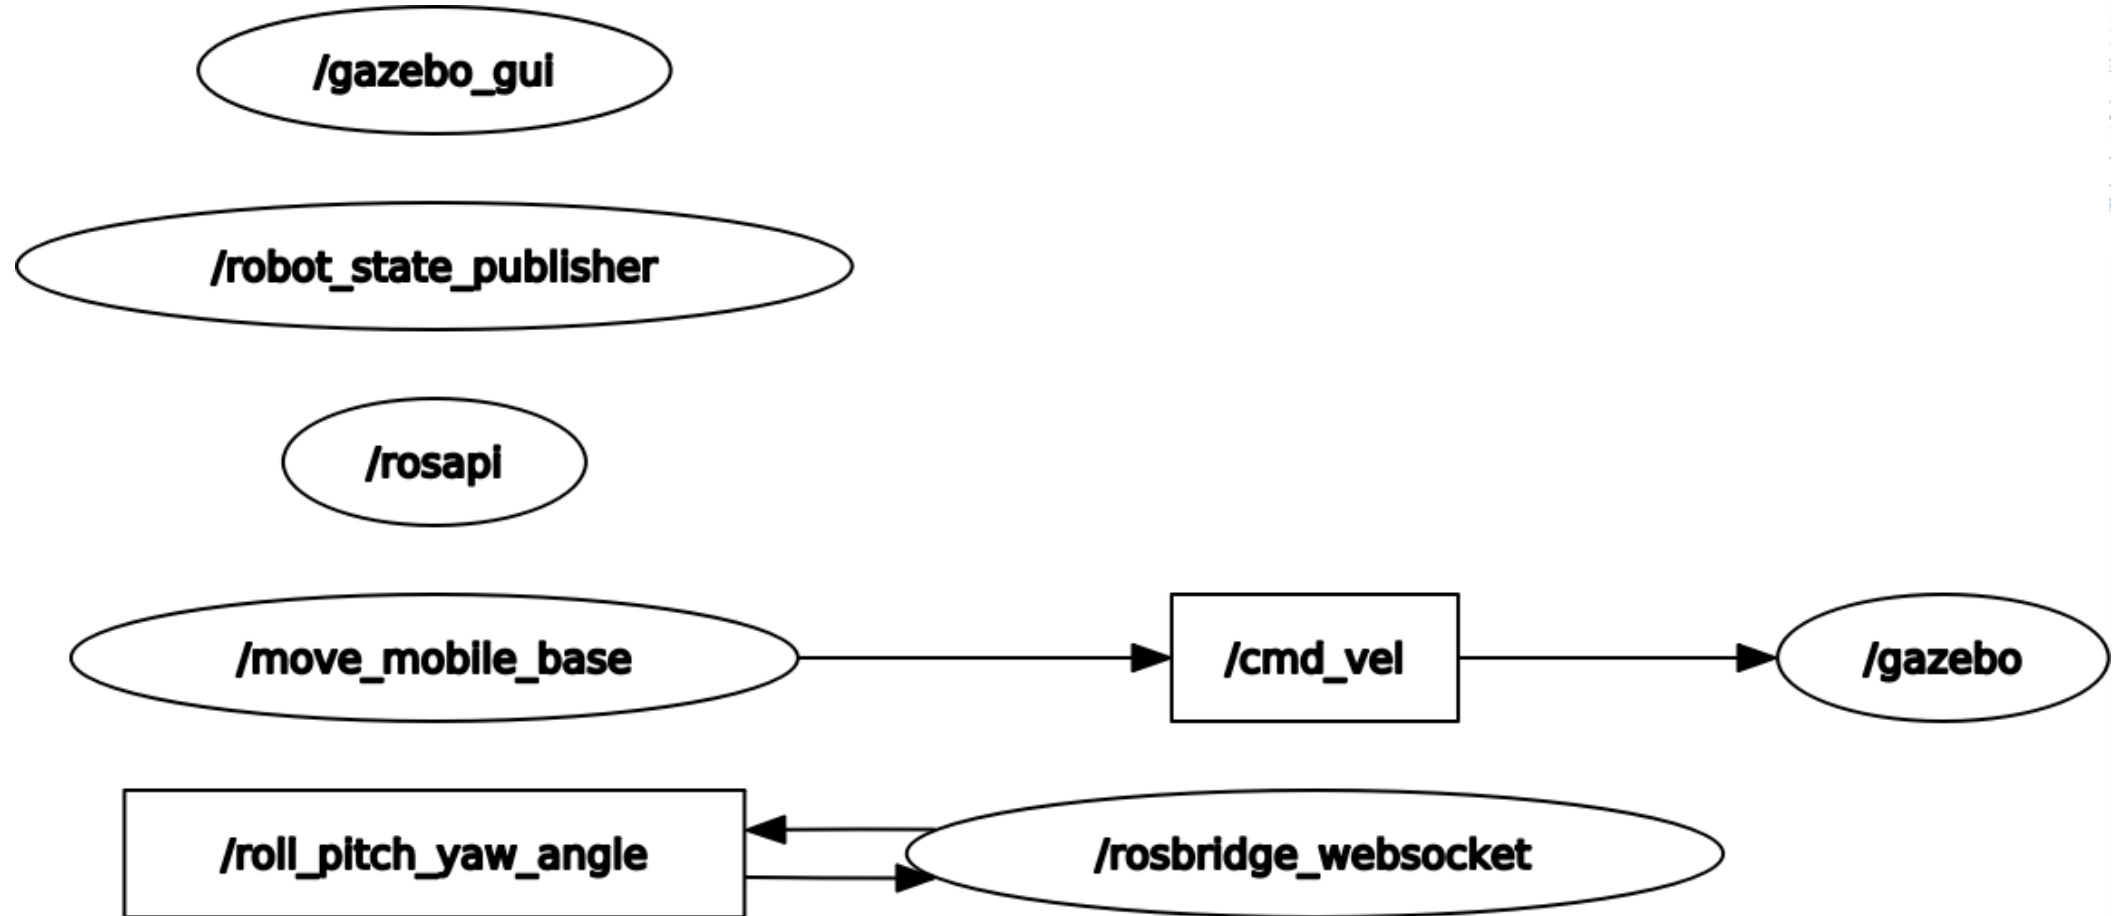 /gazebo_gui
/robot_state_publisher
/rosapi
/move_mobile_base
/cmd_vel
/gazebo
/roll_pitch_yaw_angle
/rosbridge_websocket